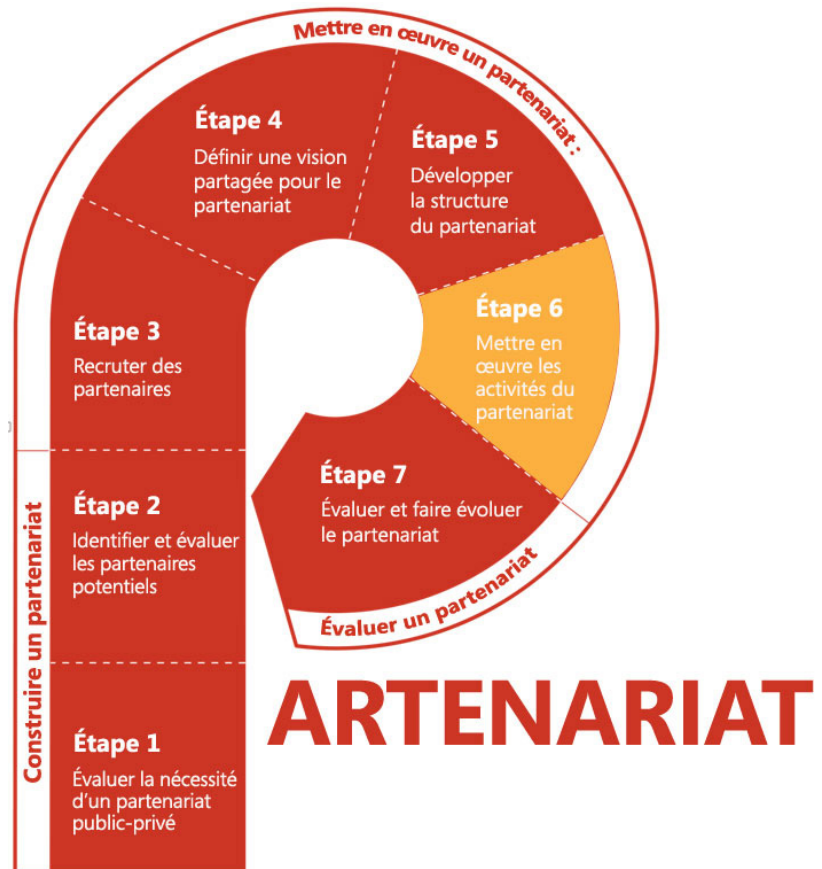 Mettre en œuvre un partenariat :
Étape 4
Définir une vision
partagée pour le
partenariat
Étape 5
Développer
la structure
du partenariat
Étape 3
Recruter des
partenaires
Étape 6
Mettre en
œuvre les
activités du
partenariat
Étape 7
Évaluer et faire évoluer
le partenariat
Évaluer un partenariat
Étape 2
Identifier et évaluer
les partenaires
potentiels
Construire un partenariat
Étape 1
Évaluer la nécessité
d'un partenariat
public-privé
ARTENARIAT